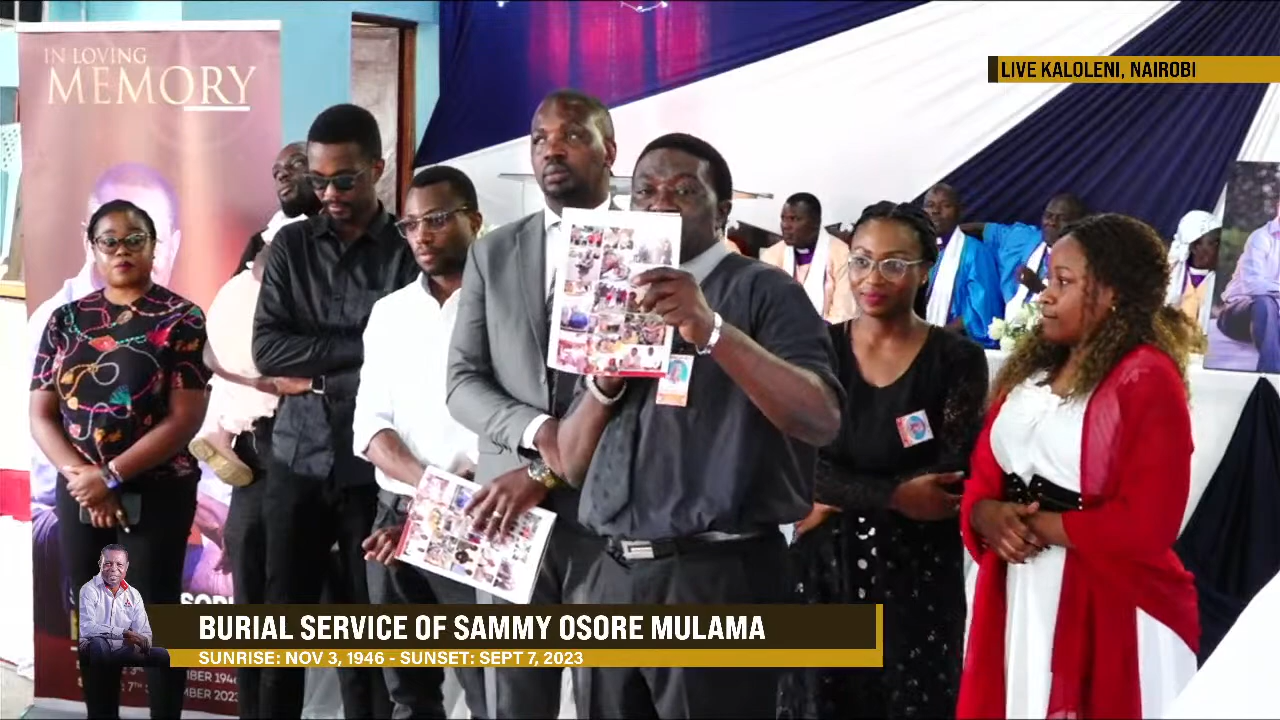 IN LOVING
MEMORY
LIVE KALOLENI, NAIROBI
BURIAL SERVICE OF SAMMY OSORE MULAMA
SUNRISE: NOV 3, 1946 - SUNSET: SEPT 7, 2023